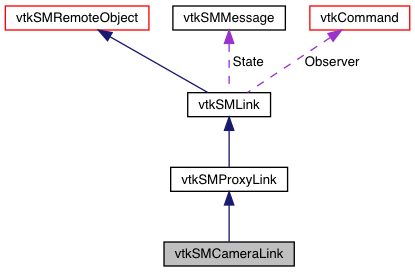 vtkSMRemoteObject
vtkSMMessage
vtkCommand
State
Observer
vtkSMLink
vtkSMProxyLink
vtkSMCameraLink